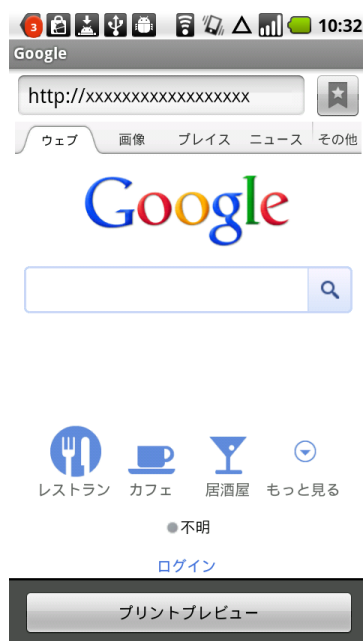 3 10:32
Google
http://xxxxxxxxxxxxxxxxxx
ウェブ 画像 プレイス ニュース その他
Google
レストラン カフェ 居酒屋 もっと見る
不明
ログイン
プリントプレビュー